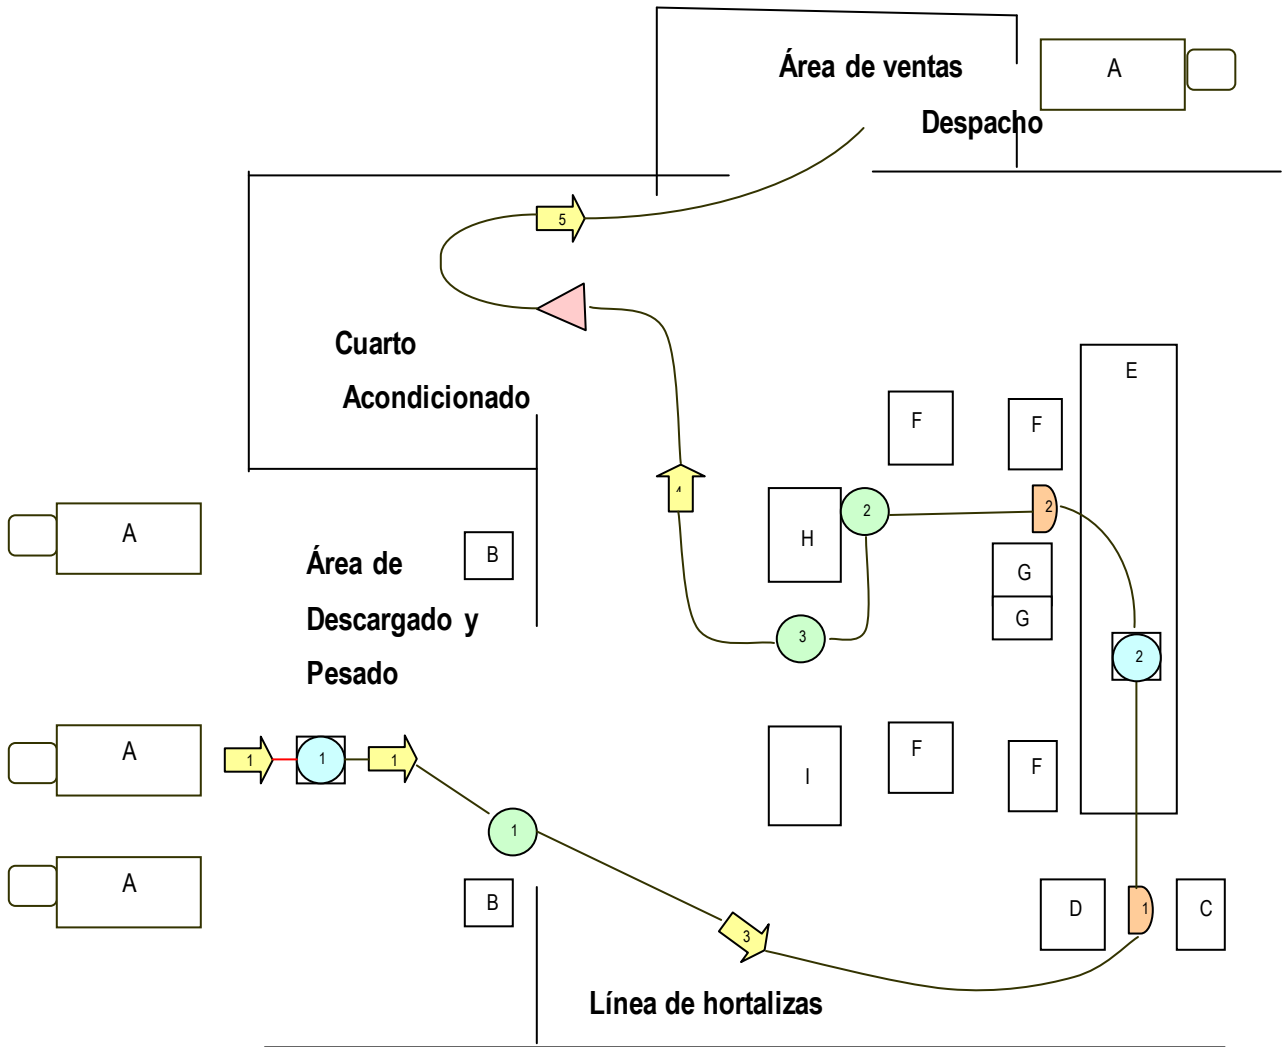 Área de ventas
A
Despacho
5
Cuarto
Acondicionado
E
F
F
4
2
2
H
A
B
Área de
Descargado y
Pesado
G
G
3
2
A
1
1
1
I
F
F
1
A
B
3
D
1
C
Línea de hortalizas